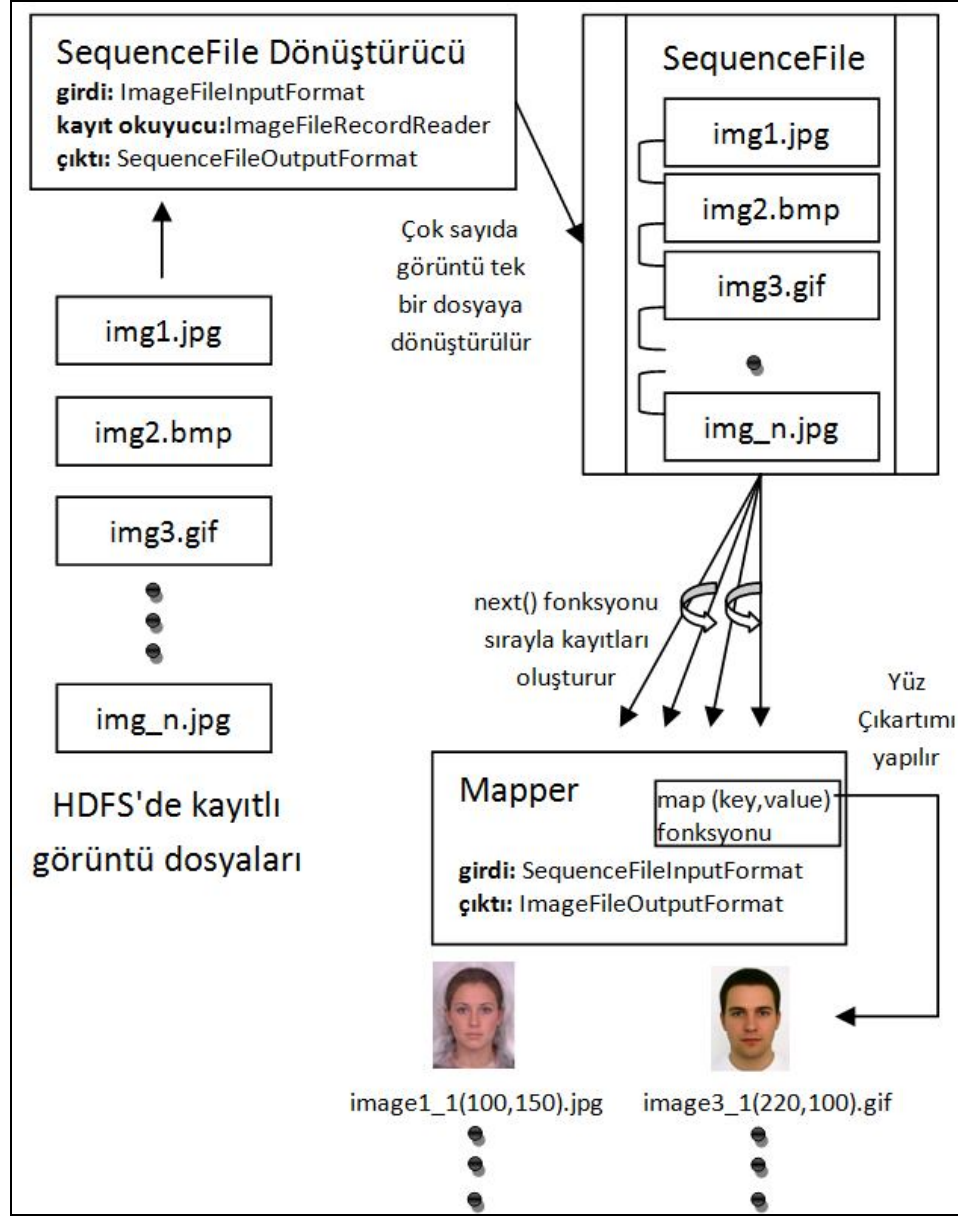 SequenceFile Dönüştürücü
girdi: ImageFileInputFormat
kayıt okuyucu:ImageFileRecordReader
çıktı: SequenceFileOutputFormat
img1.jpg
img2.bmp
img3.gif
img_n.jpg
HDFS'de kayıtlı
görüntü dosyaları
Çok sayıda
görüntü tek
bir dosyaya
dönüştürülür
SequenceFile
img1.jpg
img2.bmp
img3.gif
img_n.jpg
next() fonksyonu
sırayla kayıtları
oluşturur
Yüz
Çıkartımı
yapılır
Mapper
map (key,value)
fonksyonu
girdi: SequenceFileInputFormat
çıktı: ImageFileOutputFormat
image1_1(100,150).jpg
image3_1(220,100).gif